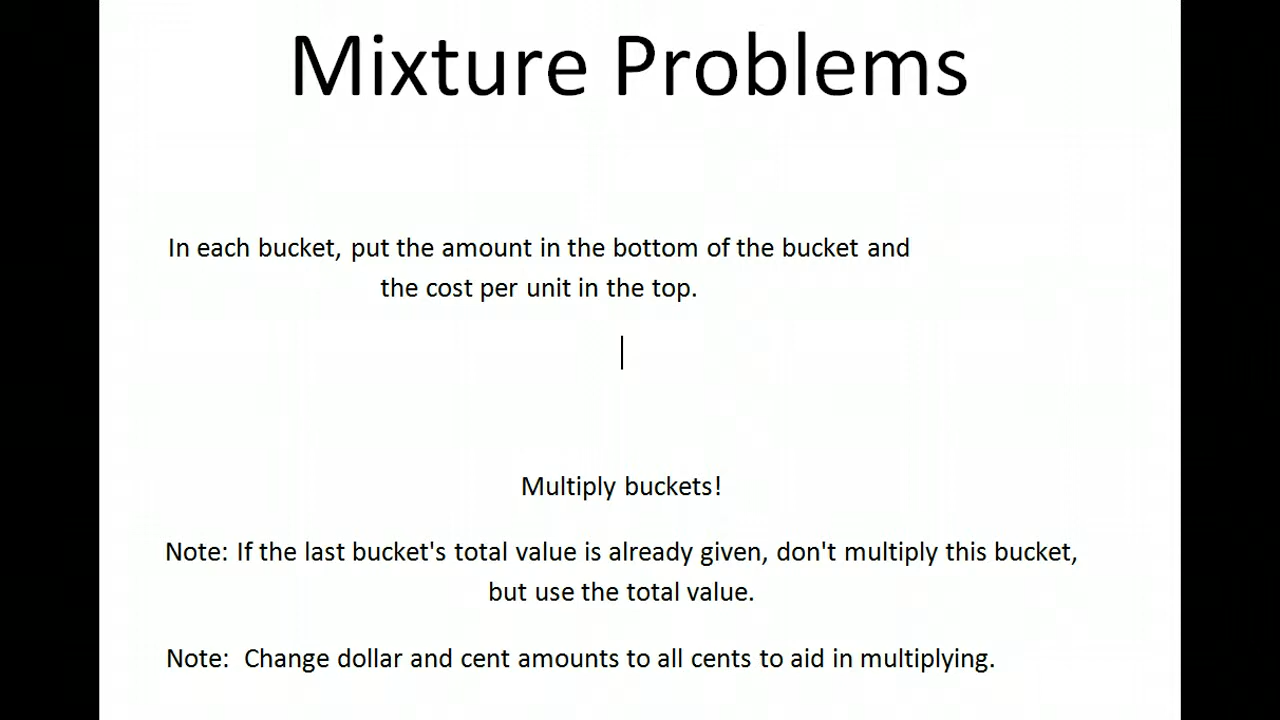 Mixture Problems
In each bucket, put the amount in the bottom of the bucket and
the cost per unit in the top.
Multiply buckets!
Note: If the last bucket's total value is already given, don't multiply this bucket,
but use the total value.
Note:  Change dollar and cent amounts to all cents to aid in multiplying.